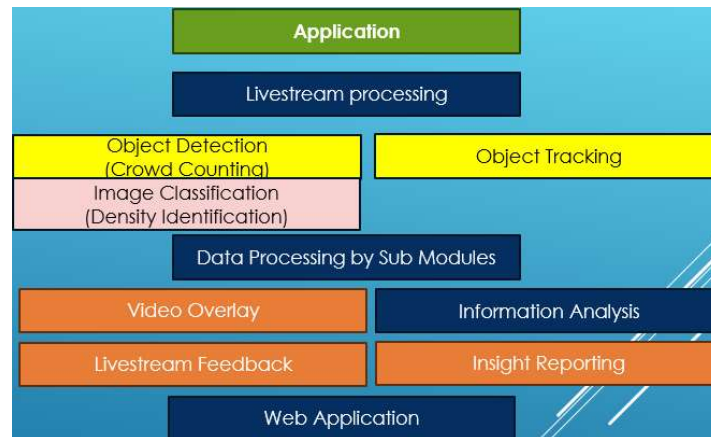 Application
Livestream processing
Object Detection
(Crowd Counting)
Object Tracking
Image Classification
(Density Identification)
Data Processing by Sub Modules
Video Overlay
Information Analysis
Livestream Feedback
Insight Reporting
Web Application